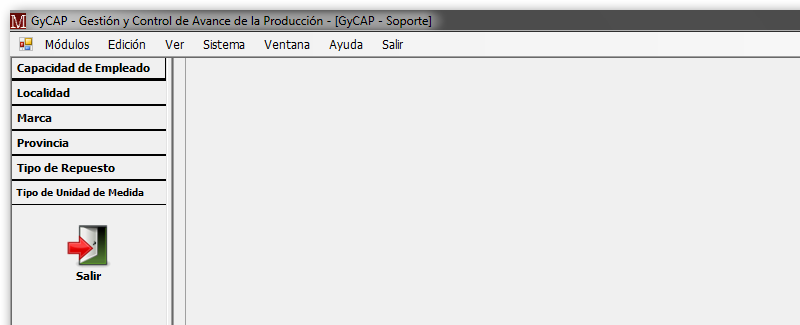 M GyCAP - Gestión y Control de Avance de la Producción - [GyCAP - Soporte]
Módulos Edición Ver Sistema Ventana Ayuda Salir
Capacidad de Empleado
Localidad
Marca
Provincia
Tipo de Repuesto
Tipo de Unidad de Medida
Salir